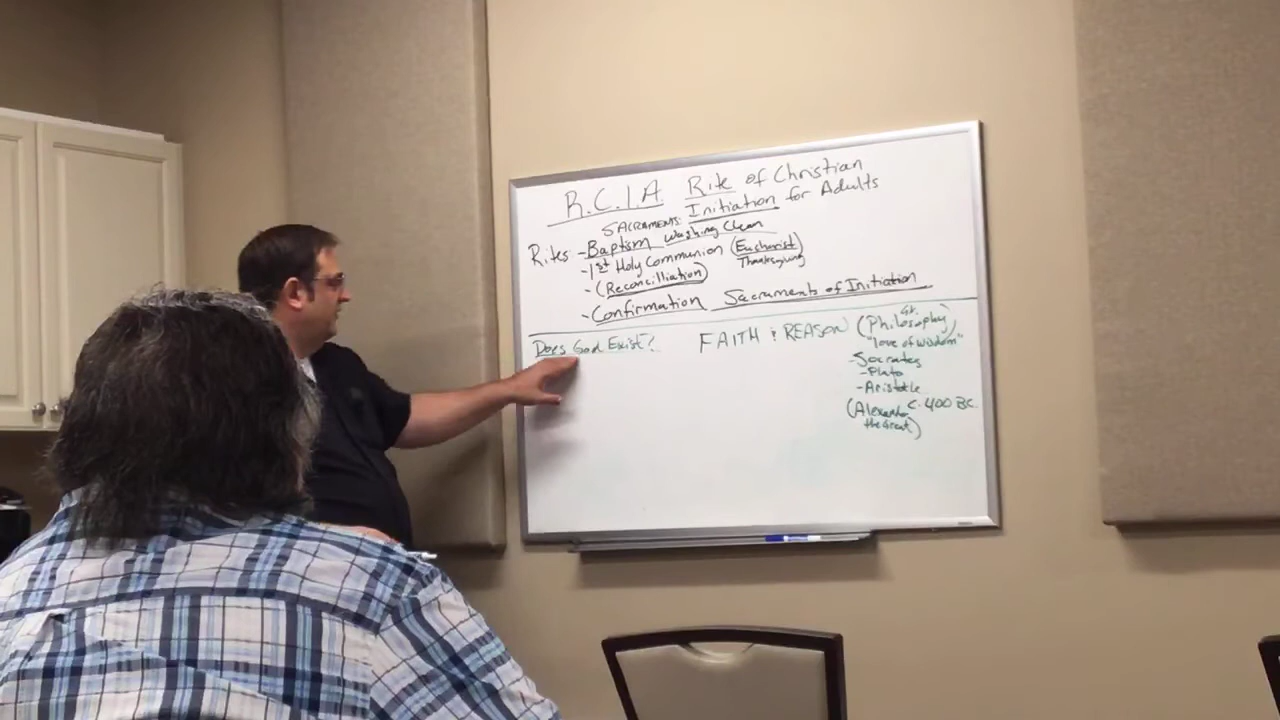 R.C.I.A. Rite of Christian
Initiation for Adults
SACRAMENTS:
Rites - Baptism washing clean
- 1st Holy Communion (Eucharist)
Thanksgiving
- (Reconcilliation)
- Confirmation Sacraments of Initiation
Does God Exist? FAITH & REASON (Philosophy)
Gk.
"love of wisdom"
Socrates
- Plato
- Aristotle
c. 400 BC.
(Alexander
the Great)